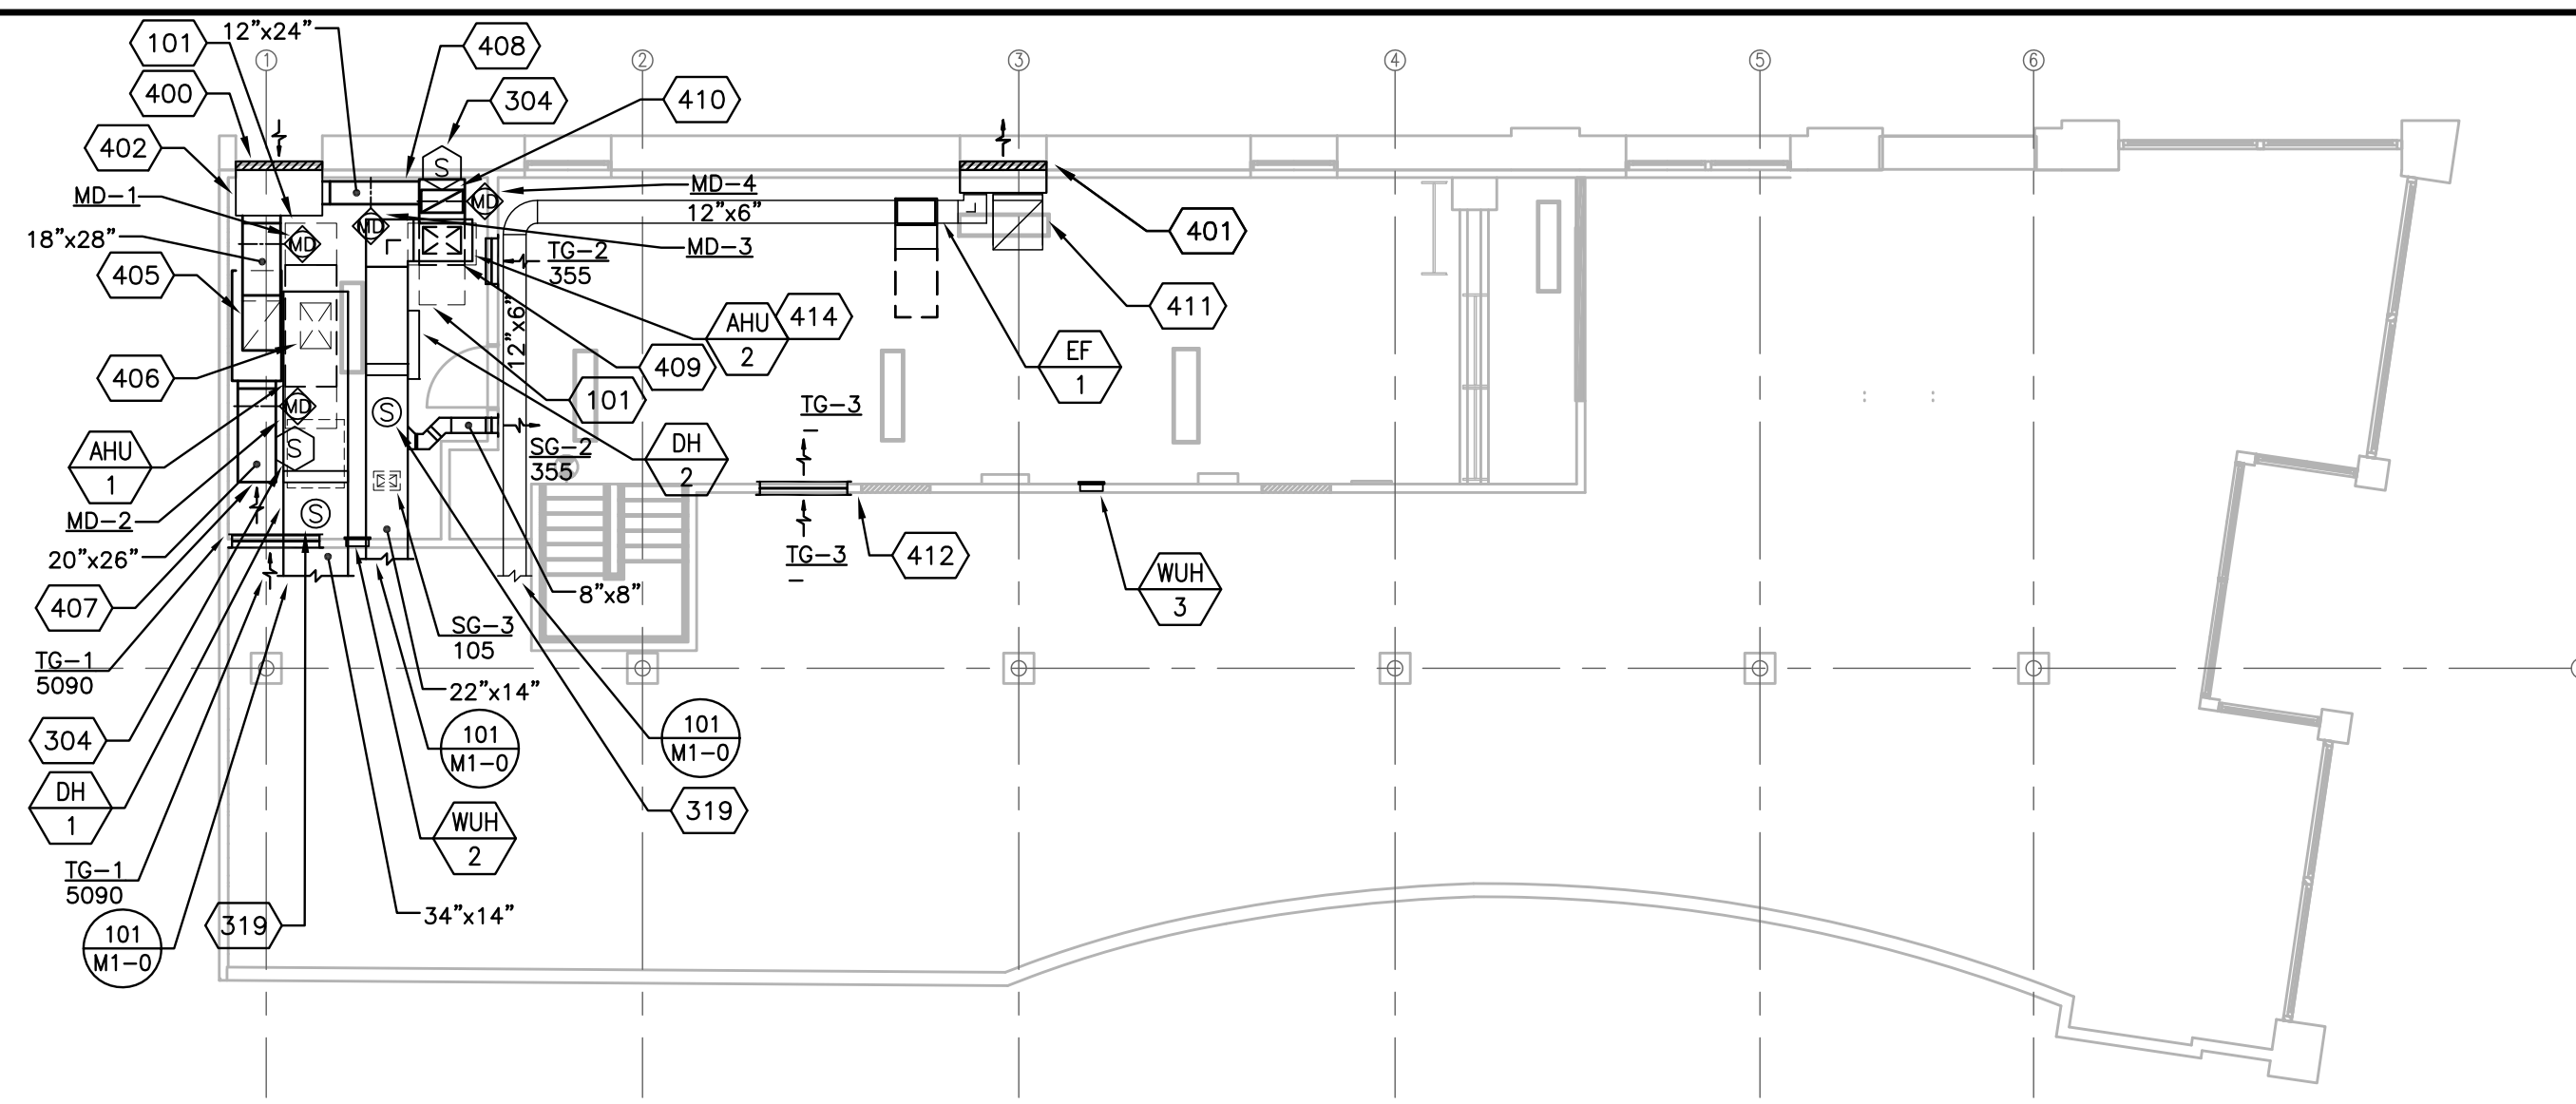 101
12”x24”
408
1
2
3
4
5
6
400
304
410
402
S
MD-1
MD
MD-4
12”x6”
401
18”x28”
MD
MD
MD-3
TG-2
355
405
411
12”x6”
AHU
2
414
406
409
EF
1
101
MD
S
TG-3
AHU
1
S
SG-2
355
DH
2
MD-2
S
20”x26”
TG-3
412
WUH
3
407
8”x8”
SG-3
105
TG-1
5090
22”x14”
304
101
M1-0
101
M1-0
DH
1
319
WUH
2
TG-1
5090
34”x14”
319
101
M1-0